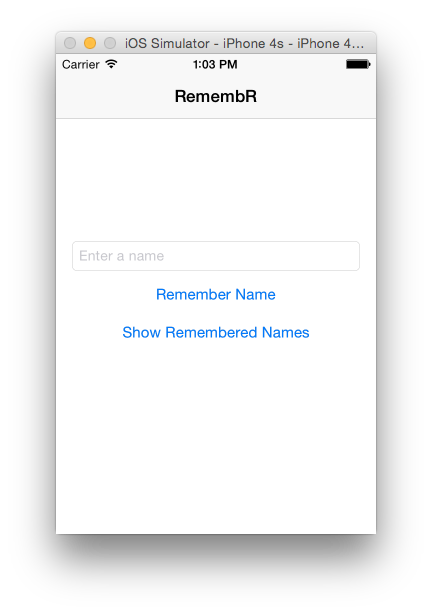 iOS Simulator - iPhone 4s - iPhone 4...
Carrier 1:03 PM
RemembR
Enter a name
Remember Name
Show Remembered Names